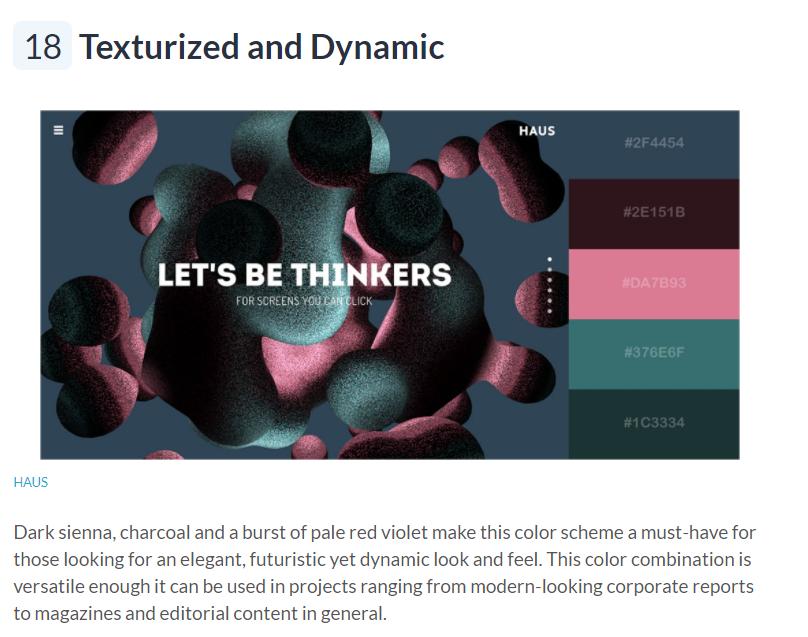 18 Texturized and Dynamic
HAUS
#2F4454
#2E151B
LET'S BE THINKERS
FOR SCREENS YOU CAN CLICK
#DA7B93
#376E6F
#1C3334
HAUS
Dark sienna, charcoal and a burst of pale red violet make this color scheme a must-have for
those looking for an elegant, futuristic yet dynamic look and feel. This color combination is
versatile enough it can be used in projects ranging from modern-looking corporate reports
to magazines and editorial content in general.